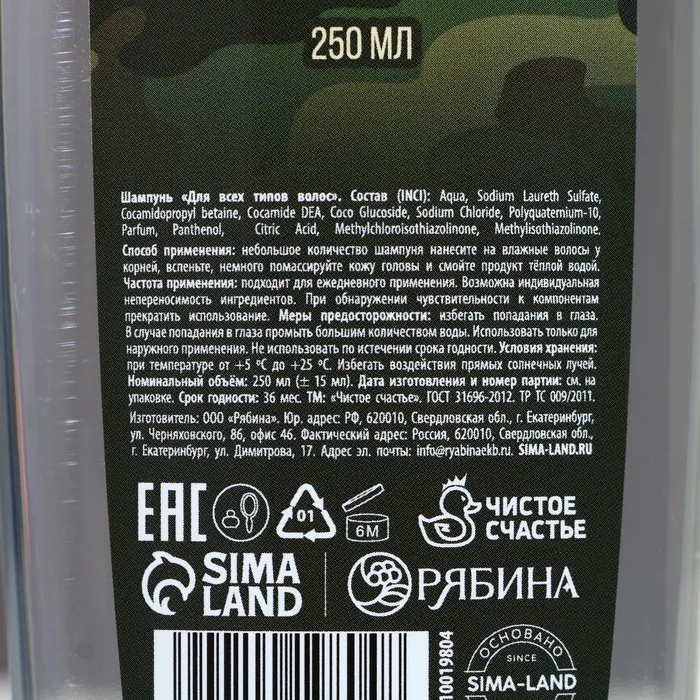 250 МЛ
Шампунь «Для всех типов волос». Состав (INCI): Aqua, Sodium Laureth Sulfate,
Cocamidopropyl betaine, Cocamide DEA, Coco Glucoside, Sodium Chloride, Polyquaternium-10,
Parfum, Panthenol, Citric Acid, Methylchloroisothiazolinone, Methylisothiazolinone.
Способ применения: небольшое количество шампуня нанесите на влажные волосы у
корней, вспеньте, немного помассируйте кожу головы и смойте продукт тёплой водой.
Частота применения: подходит для ежедневного применения. Возможна индивидуальная
непереносимость ингредиентов. При обнаружении чувствительности к компонентам
прекратить использование. Меры предосторожности: избегать попадания в глаза.
В случае попадания в глаза промыть большим количеством воды. Использовать только для
наружного применения. Не использовать по истечении срока годности. Условия хранения:
при температуре от +5 °C до +25 °C. Избегать воздействия прямых солнечных лучей.
Номинальный объём: 250 мл (± 15 мл). Дата изготовления и номер партии: см. на
упаковке. Срок годности: 36 мес. ТМ: «Чистое счастье». ГОСТ 31696-2012. ТР ТС 009/2011.
Изготовитель: ООО «Рябина». Юр. адрес: РФ, 620010, Свердловская обл., г. Екатеринбург,
ул. Черняховского, 86, офис 46. Фактический адрес: Россия, 620010, Свердловская обл.,
г. Екатеринбург, ул. Димитрова, 17. Адрес эл. почты: info@ryabinaekb.ru. SIMA-LAND.RU
EAC
01
6M
ЧИСТОЕ
СЧАСТЬЕ
SIMA
LAND
РЯБИНА
10019804
ОСНОВАНО
SINCE
SIMA-LAND